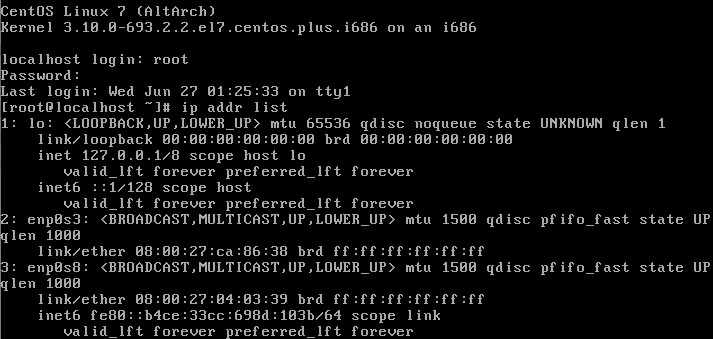 CentOS Linux 7 (AltArch)
Kernel 3.10.0-693.2.2.el7.centos.plus.i686 on an i686

localhost login: root
Password:
Last login: Wed Jun 27 01:25:33 on tty1
[root@localhost ~]# ip addr list
1: lo: <LOOPBACK,UP,LOWER_UP> mtu 65536 qdisc noqueue state UNKNOWN qlen 1
    link/loopback 00:00:00:00:00:00 brd 00:00:00:00:00:00
    inet 127.0.0.1/8 scope host lo
       valid_lft forever preferred_lft forever
    inet6 ::1/128 scope host
       valid_lft forever preferred_lft forever
2: enp0s3: <BROADCAST,MULTICAST,UP,LOWER_UP> mtu 1500 qdisc pfifo_fast state UP
qlen 1000
    link/ether 08:00:27:ca:86:38 brd ff:ff:ff:ff:ff:ff
3: enp0s8: <BROADCAST,MULTICAST,UP,LOWER_UP> mtu 1500 qdisc pfifo_fast state UP
qlen 1000
    link/ether 08:00:27:04:03:39 brd ff:ff:ff:ff:ff:ff
    inet6 fe80::b4ce:33cc:698d:103b/64 scope link
       valid_lft forever preferred_lft forever